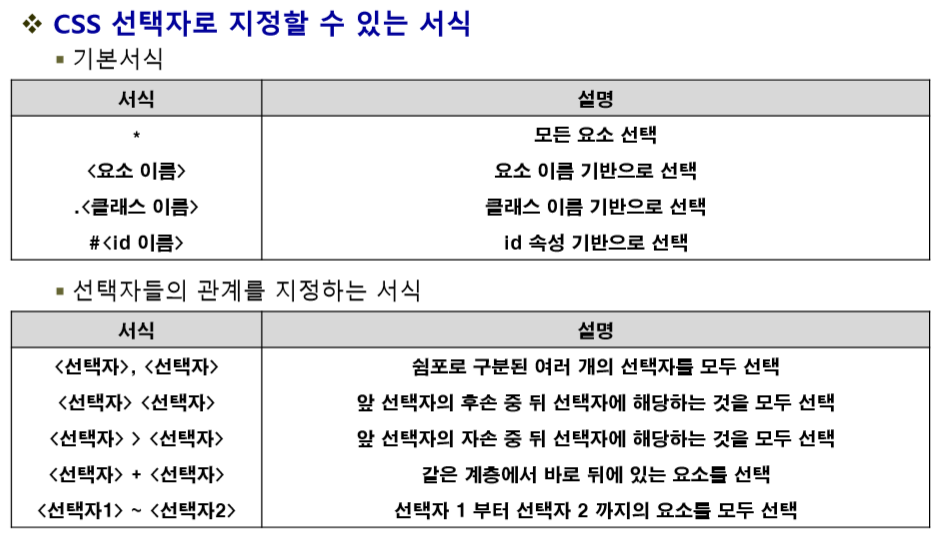 ❖ CSS 선택자로 지정할 수 있는 서식
▪ 기본서식
서식 설명
* 모든 요소 선택
<요소 이름> 요소 이름 기반으로 선택
.<클래스 이름> 클래스 이름 기반으로 선택
#<id 이름> id 속성 기반으로 선택
▪ 선택자들의 관계를 지정하는 서식
서식 설명
<선택자>, <선택자> 쉼포로 구분된 여러 개의 선택자를 모두 선택
<선택자> <선택자> 앞 선택자의 후손 중 뒤 선택자에 해당하는 것을 모두 선택
<선택자> > <선택자> 앞 선택자의 자손 중 뒤 선택자에 해당하는 것을 모두 선택
<선택자> + <선택자> 같은 계층에서 바로 뒤에 있는 요소를 선택
<선택자1> ~ <선택자2> 선택자 1 부터 선택자 2 까지의 요소를 모두 선택